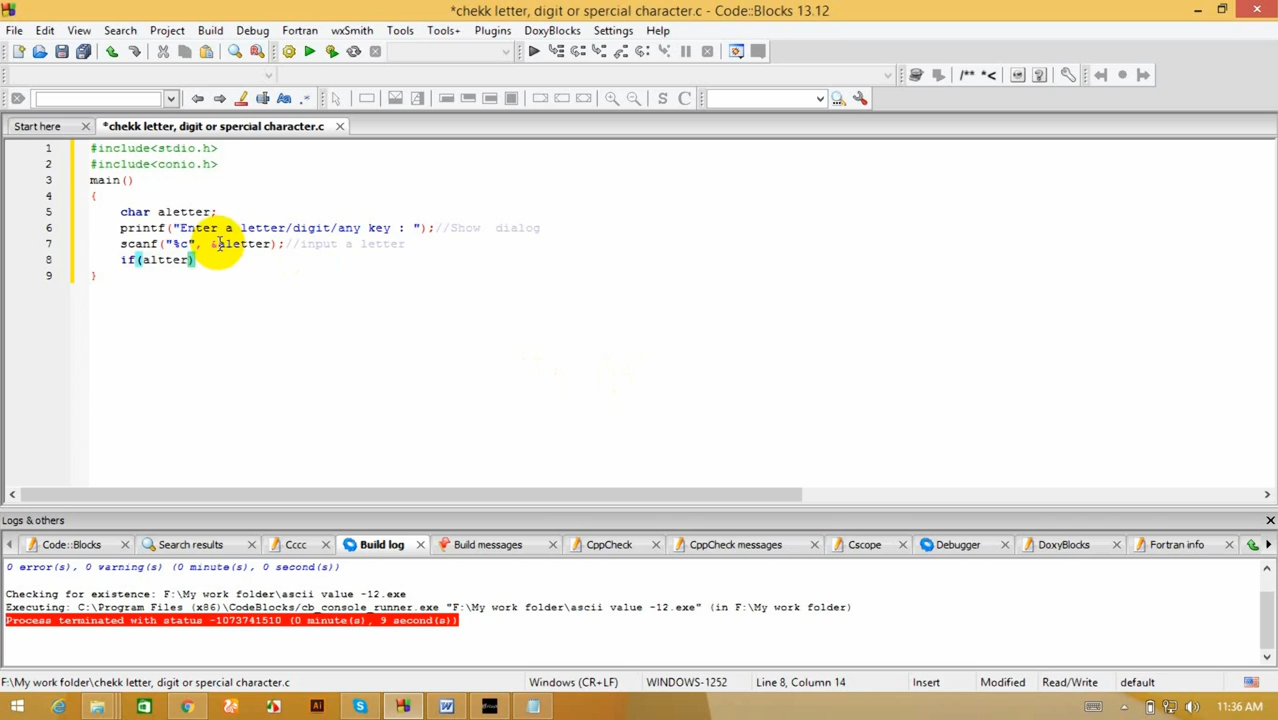 *chekk letter, digit or spercial character.c - Code::Blocks 13.12
File Edit View Search Project Build Debug Fortran wxSmith Tools Tools+ Plugins DoxyBlocks Settings Help
/** *<
S C
Start here *chekk letter, digit or spercial character.c
1 #include<stdio.h>
2 #include<conio.h>
3 main()
4 {
5 char aletter;
6 printf("Enter a letter/digit/any key : ");//Show dialog
7 scanf("%c", &aletter);//input a letter
8 if(altter)
9 }
Logs & others
Code::Blocks Search results Cccc Build log Build messages CppCheck CppCheck messages Cscope Debugger DoxyBlocks Fortran info
0 error(s), 0 warning(s) (0 minute(s), 0 second(s))
Checking for existence: F:\My work folder\ascii value -12.exe
Executing: C:\Program Files (x86)\CodeBlocks/cb_console_runner.exe "F:\My work folder\ascii value -12.exe" (in F:\My work folder)
Process terminated with status -1073741510 (0 minute(s), 9 second(s))
F:\My work folder\chekk letter, digit or spercial character.c Windows (CR+LF) WINDOWS-1252 Line 8, Column 14 Insert Modified Read/Write default
11:36 AM